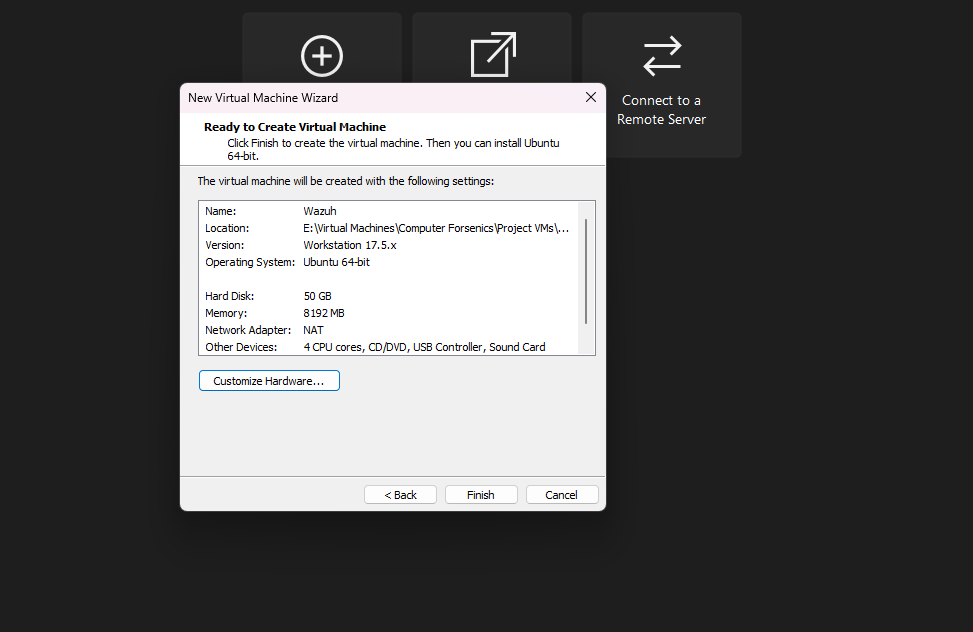 Connect to a
Remote Server
New Virtual Machine Wizard
Ready to Create Virtual Machine
Click Finish to create the virtual machine. Then you can install Ubuntu
64-bit.
The virtual machine will be created with the following settings:
Name: Wazuh
Location: E:\Virtual Machines\Computer Forsenics\Project VMs\...
Version: Workstation 17.5.x
Operating System: Ubuntu 64-bit
Hard Disk: 50 GB
Memory: 8192 MB
Network Adapter: NAT
Other Devices: 4 CPU cores, CD/DVD, USB Controller, Sound Card
Customize Hardware...
< Back Finish Cancel